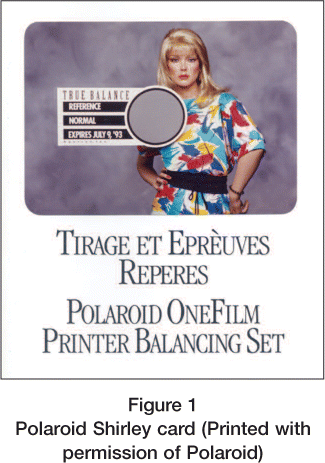 TRUE BALANCE
REFERENCE
NORMAL
EXPIRES JULY 9, '93
TIRAGE ET EPRÈUVES
REPERES
POLAROID ONEFILM
PRINTER BALANCING SET
Figure 1
Polaroid Shirley card (Printed with
permission of Polaroid)